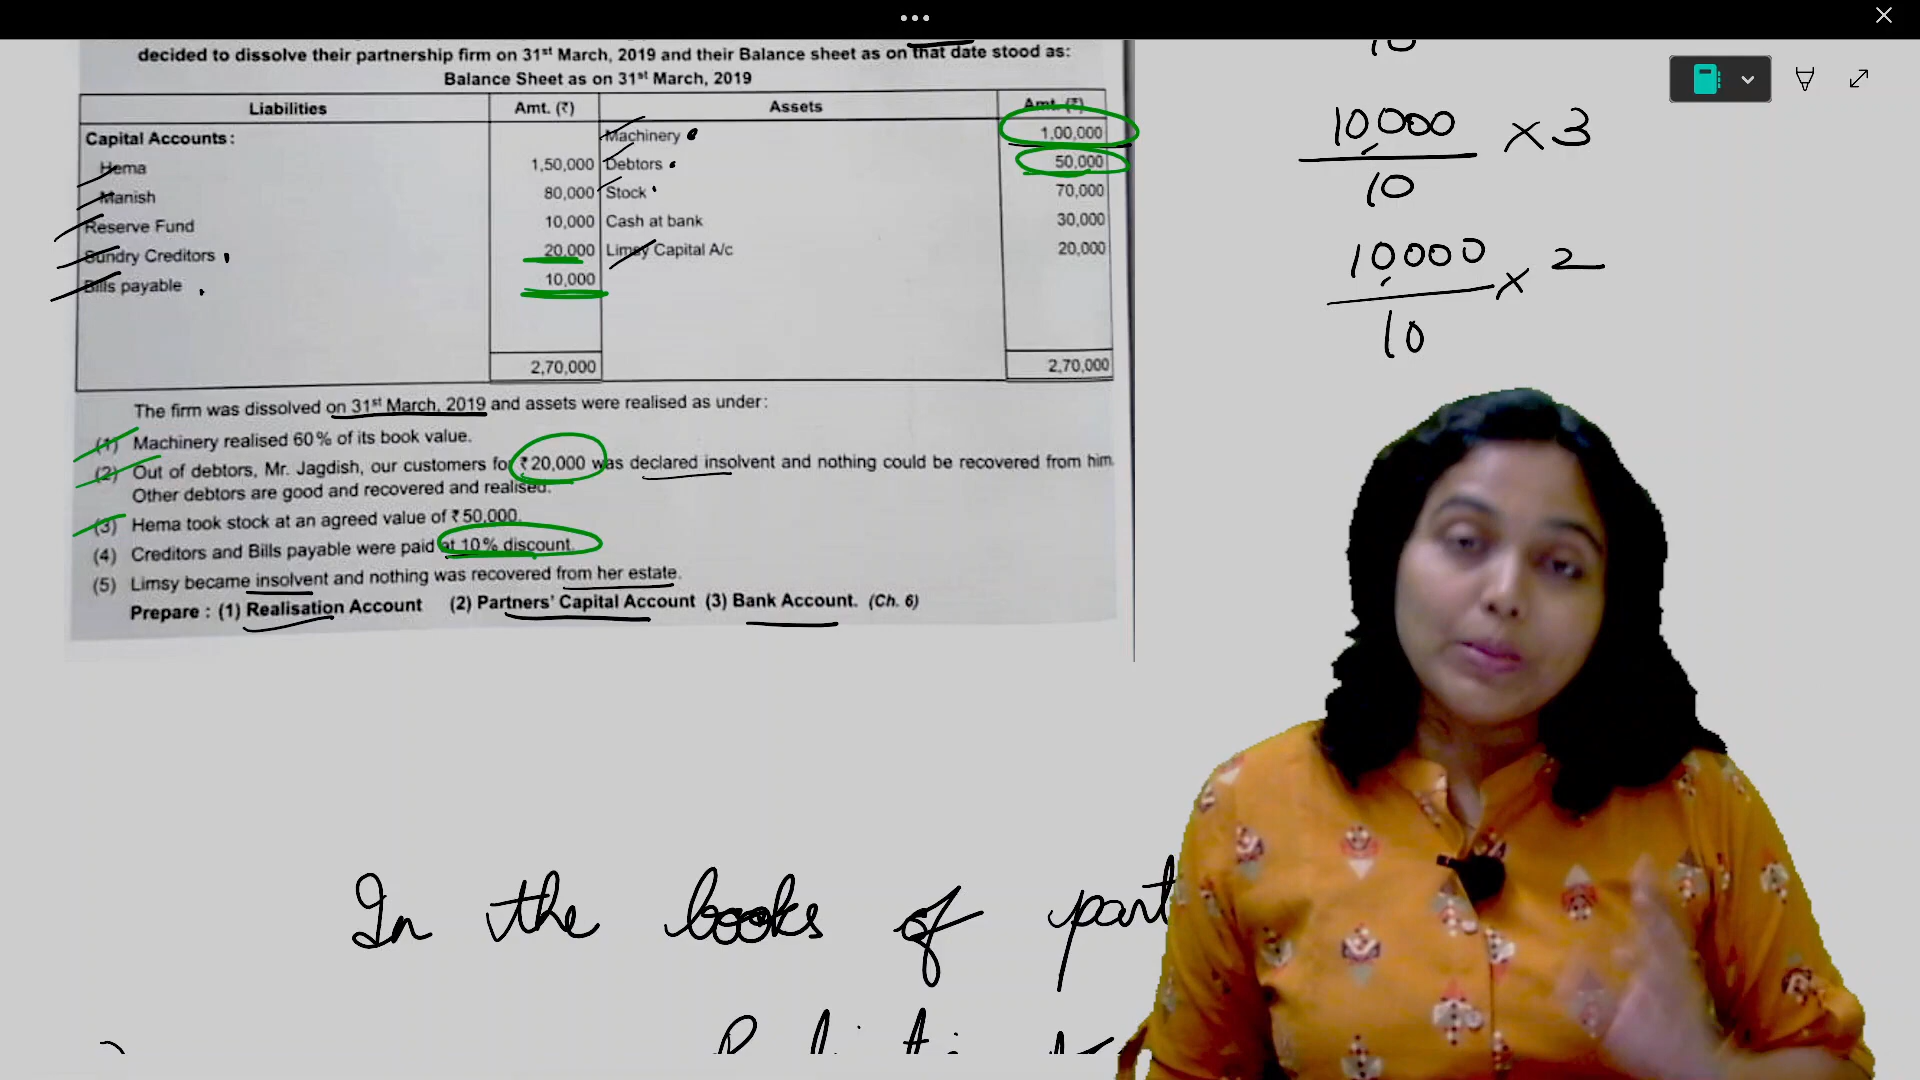 decided to dissolve their partnership firm on 31st March, 2019 and their Balance sheet as on that date stood as:
Balance Sheet as on 31st March, 2019
Liabilities Amt. (₹) Assets Amt. (₹)
Capital Accounts : Machinery 1,00,000
Hema 1,50,000 Debtors 50,000
Manish 80,000 Stock 70,000
Reserve Fund 10,000 Cash at bank 30,000
Sundry Creditors 20,000 Limsy Capital A/c 20,000
Bills payable 10,000
2,70,000 2,70,000
The firm was dissolved on 31st March, 2019 and assets were realised as under:
(1) Machinery realised 60% of its book value.
(2) Out of debtors, Mr. Jagdish, our customers for ₹20,000 was declared insolvent and nothing could be recovered from him.
Other debtors are good and recovered and realised.
(3) Hema took stock at an agreed value of ₹50,000.
(4) Creditors and Bills payable were paid at 10% discount.
(5) Limsy became insolvent and nothing was recovered from her estate.
Prepare : (1) Realisation Account (2) Partners' Capital Account (3) Bank Account. (Ch. 6)
10
10,000 × 3
10
10,000 × 2
10
In the books of part